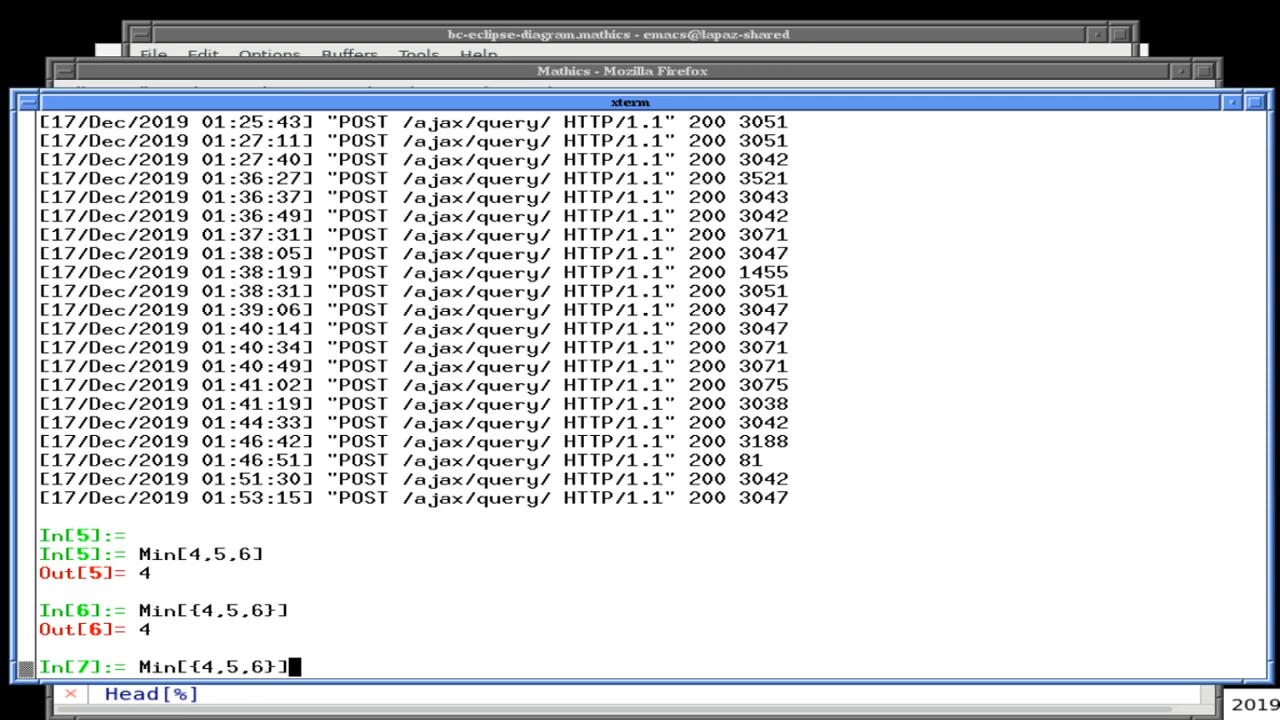 bc-eclipse-diagram.mathics - emacs@lapaz-shared
File Edit Options Buffers Tools Help
Mathics - Mozilla Firefox
xterm
[17/Dec/2019 01:25:43] "POST /ajax/query/ HTTP/1.1" 200 3051
[17/Dec/2019 01:27:11] "POST /ajax/query/ HTTP/1.1" 200 3051
[17/Dec/2019 01:27:40] "POST /ajax/query/ HTTP/1.1" 200 3042
[17/Dec/2019 01:36:27] "POST /ajax/query/ HTTP/1.1" 200 3521
[17/Dec/2019 01:36:37] "POST /ajax/query/ HTTP/1.1" 200 3043
[17/Dec/2019 01:36:49] "POST /ajax/query/ HTTP/1.1" 200 3042
[17/Dec/2019 01:37:31] "POST /ajax/query/ HTTP/1.1" 200 3071
[17/Dec/2019 01:38:05] "POST /ajax/query/ HTTP/1.1" 200 3047
[17/Dec/2019 01:38:19] "POST /ajax/query/ HTTP/1.1" 200 1455
[17/Dec/2019 01:38:31] "POST /ajax/query/ HTTP/1.1" 200 3051
[17/Dec/2019 01:39:06] "POST /ajax/query/ HTTP/1.1" 200 3047
[17/Dec/2019 01:40:14] "POST /ajax/query/ HTTP/1.1" 200 3047
[17/Dec/2019 01:40:34] "POST /ajax/query/ HTTP/1.1" 200 3071
[17/Dec/2019 01:40:49] "POST /ajax/query/ HTTP/1.1" 200 3071
[17/Dec/2019 01:41:02] "POST /ajax/query/ HTTP/1.1" 200 3075
[17/Dec/2019 01:41:19] "POST /ajax/query/ HTTP/1.1" 200 3038
[17/Dec/2019 01:44:33] "POST /ajax/query/ HTTP/1.1" 200 3042
[17/Dec/2019 01:46:42] "POST /ajax/query/ HTTP/1.1" 200 3188
[17/Dec/2019 01:46:51] "POST /ajax/query/ HTTP/1.1" 200 81
[17/Dec/2019 01:51:30] "POST /ajax/query/ HTTP/1.1" 200 3042
[17/Dec/2019 01:53:15] "POST /ajax/query/ HTTP/1.1" 200 3047
In[5]:=
In[5]:= Min[4,5,6]
Out[5]= 4
In[6]:= Min[{4,5,6}]
Out[6]= 4
In[7]:= Min[{4,5,6}]
× Head[%]
2019